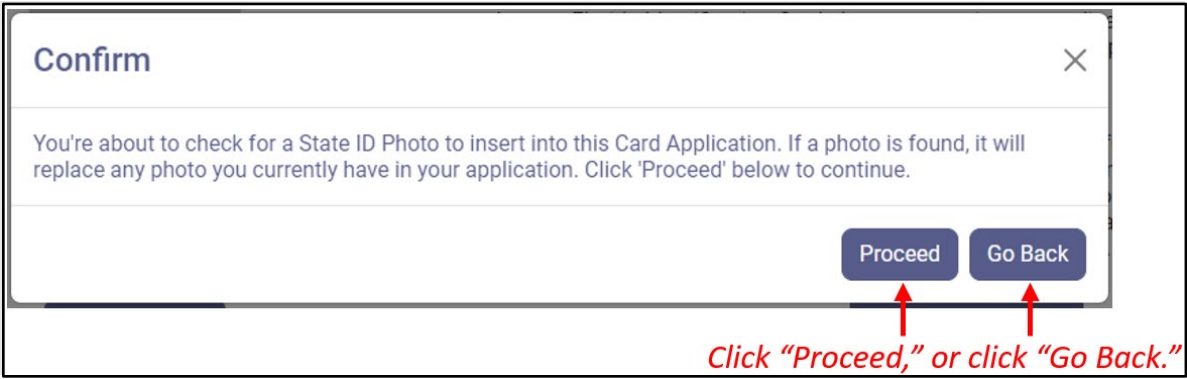 Confirm
You're about to check for a State ID Photo to insert into this Card Application. If a photo is found, it will
replace any photo you currently have in your application. Click 'Proceed' below to continue.
Proceed Go Back
Click “Proceed,” or click “Go Back.”